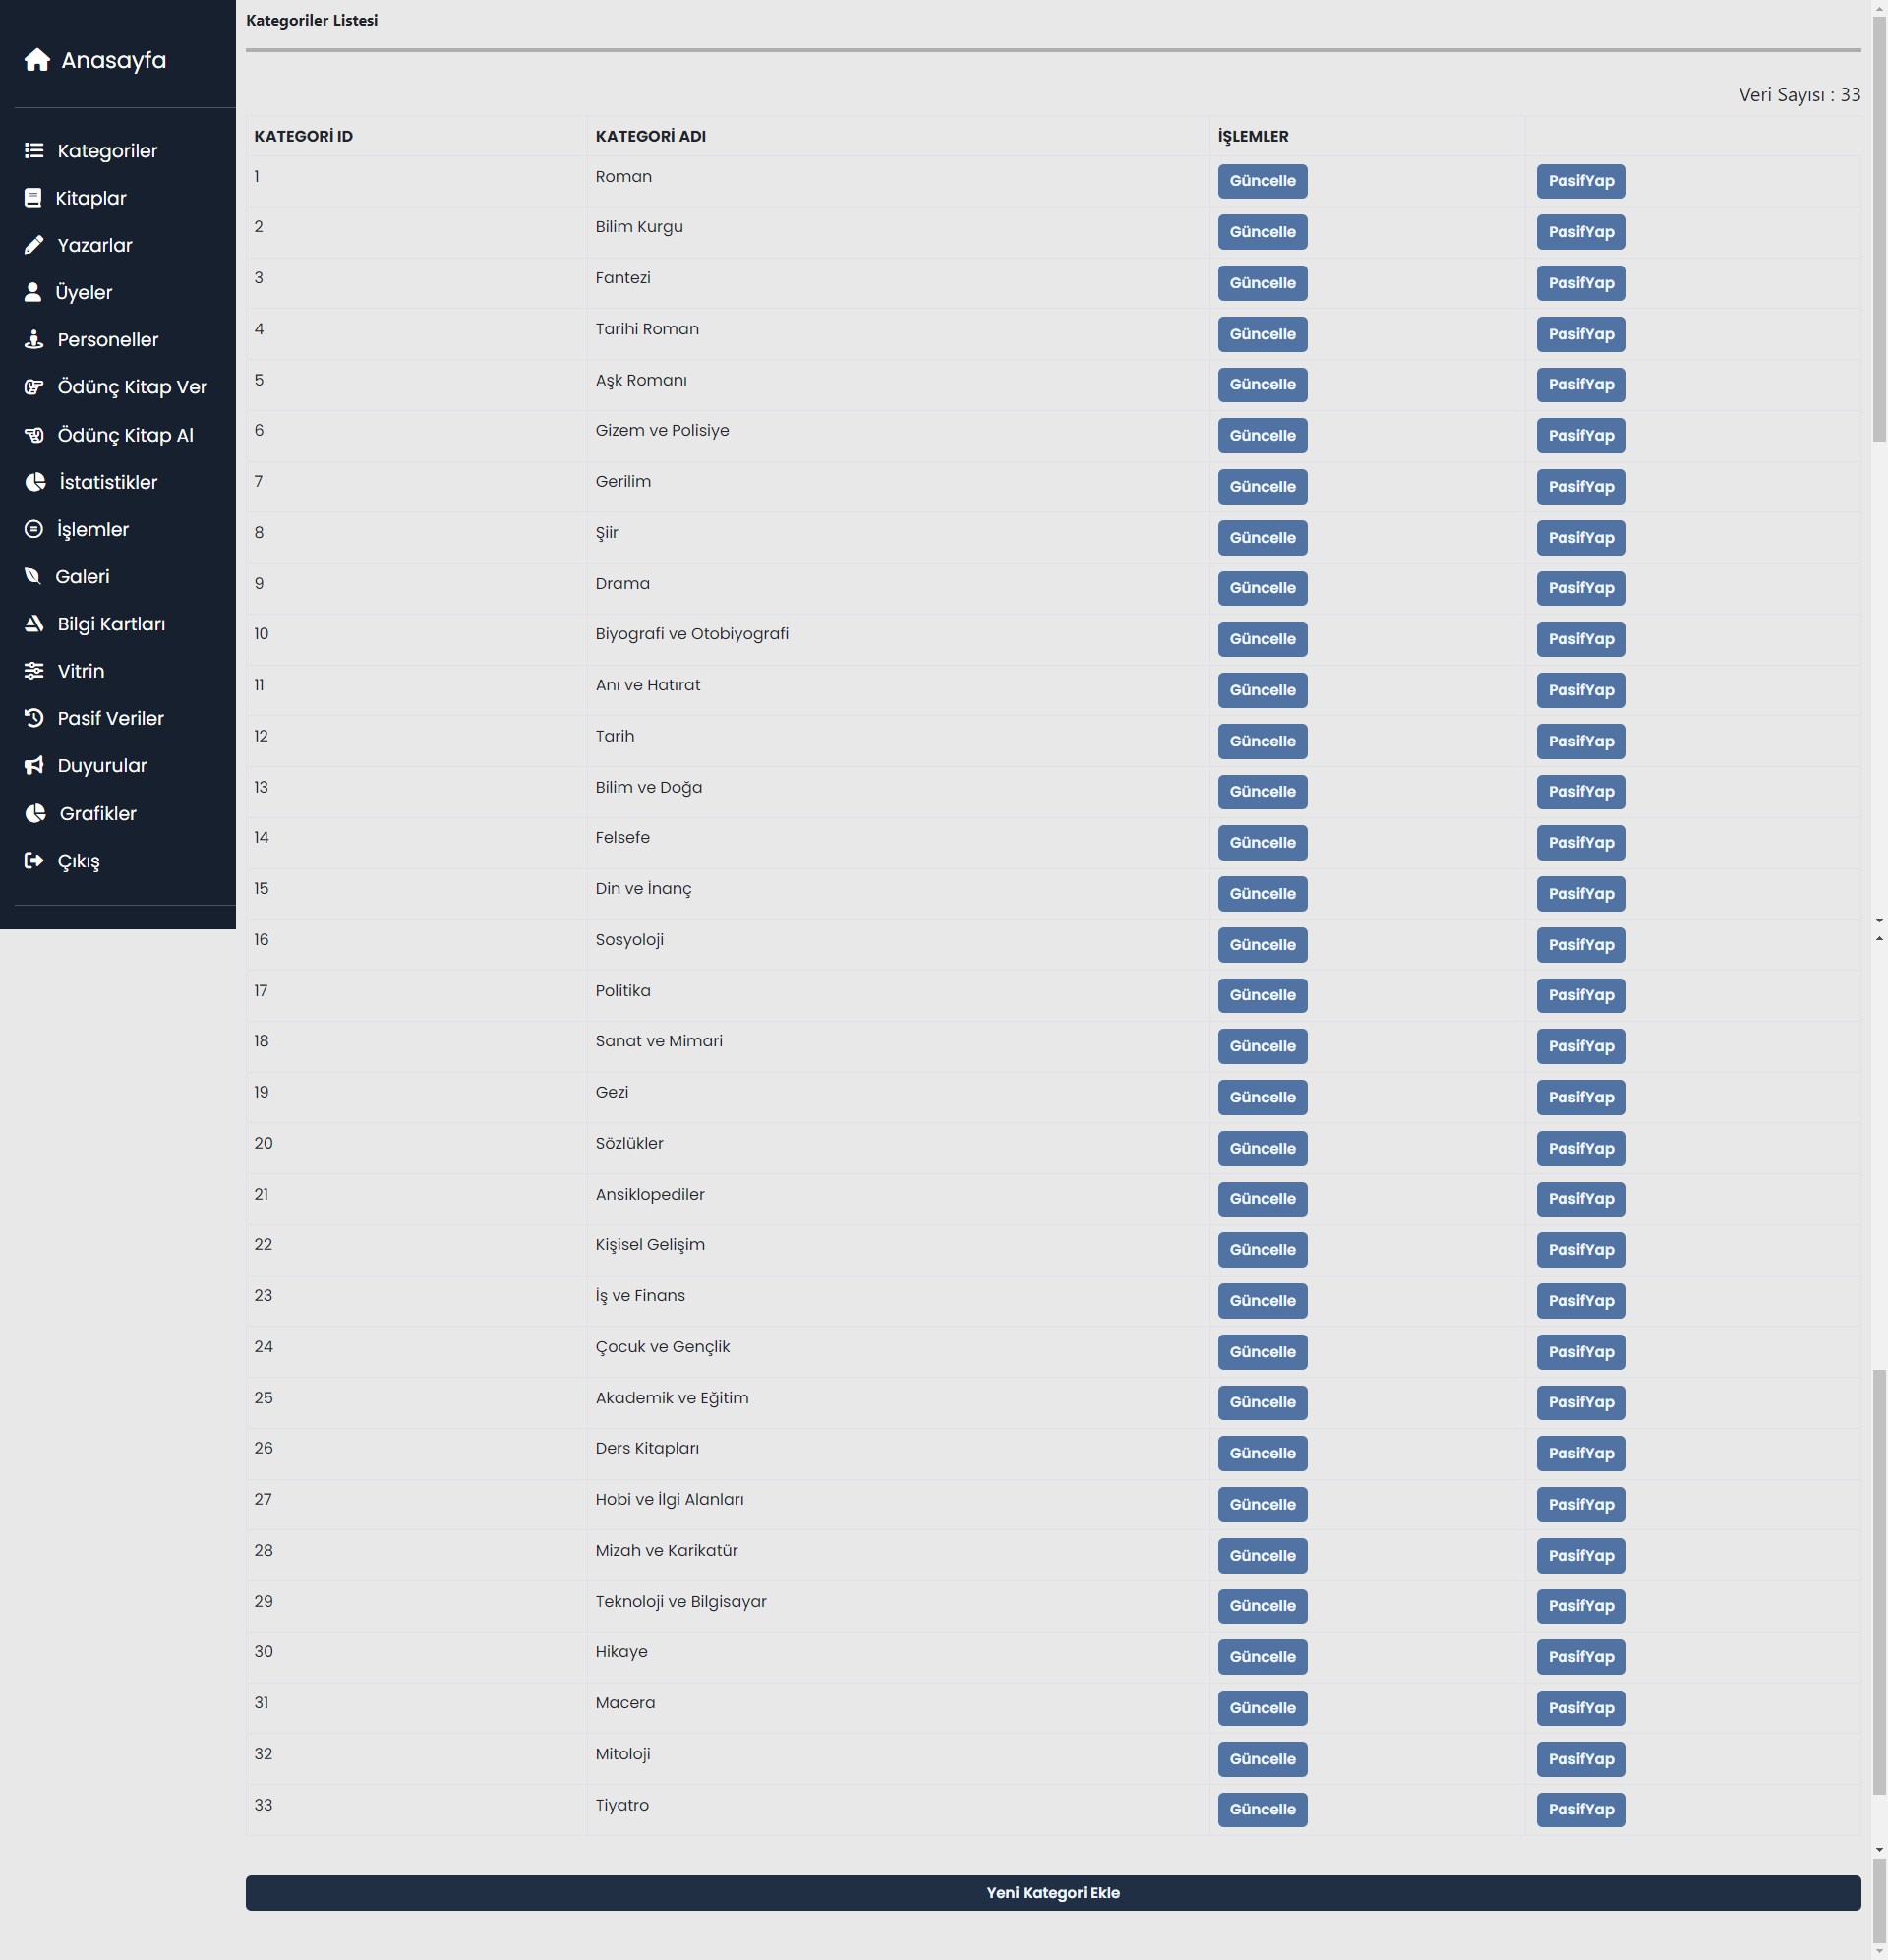 Anasayfa
Kategoriler
Kitaplar
Yazarlar
Üyeler
Personeller
Ödünç Kitap Ver
Ödünç Kitap Al
İstatistikler
İşlemler
Galeri
Bilgi Kartları
Vitrin
Pasif Veriler
Duyurular
Grafikler
Çıkış
Kategoriler Listesi
Veri Sayısı : 33
KATEGORİ ID KATEGORİ ADI İŞLEMLER
1 Roman Güncelle PasifYap
2 Bilim Kurgu Güncelle PasifYap
3 Fantezi Güncelle PasifYap
4 Tarihi Roman Güncelle PasifYap
5 Aşk Romanı Güncelle PasifYap
6 Gizem ve Polisiye Güncelle PasifYap
7 Gerilim Güncelle PasifYap
8 Şiir Güncelle PasifYap
9 Drama Güncelle PasifYap
10 Biyografi ve Otobiyografi Güncelle PasifYap
11 Anı ve Hatırat Güncelle PasifYap
12 Tarih Güncelle PasifYap
13 Bilim ve Doğa Güncelle PasifYap
14 Felsefe Güncelle PasifYap
15 Din ve İnanç Güncelle PasifYap
16 Sosyoloji Güncelle PasifYap
17 Politika Güncelle PasifYap
18 Sanat ve Mimari Güncelle PasifYap
19 Gezi Güncelle PasifYap
20 Sözlükler Güncelle PasifYap
21 Ansiklopediler Güncelle PasifYap
22 Kişisel Gelişim Güncelle PasifYap
23 İş ve Finans Güncelle PasifYap
24 Çocuk ve Gençlik Güncelle PasifYap
25 Akademik ve Eğitim Güncelle PasifYap
26 Ders Kitapları Güncelle PasifYap
27 Hobi ve İlgi Alanları Güncelle PasifYap
28 Mizah ve Karikatür Güncelle PasifYap
29 Teknoloji ve Bilgisayar Güncelle PasifYap
30 Hikaye Güncelle PasifYap
31 Macera Güncelle PasifYap
32 Mitoloji Güncelle PasifYap
33 Tiyatro Güncelle PasifYap
Yeni Kategori Ekle